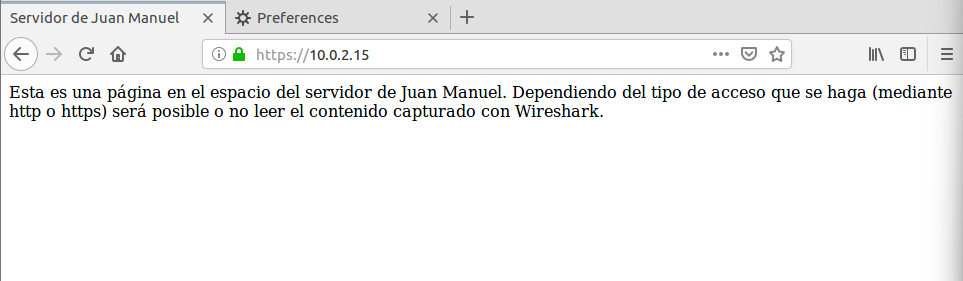 Servidor de Juan Manuel
Preferences
https://10.0.2.15
Esta es una página en el espacio del servidor de Juan Manuel. Dependiendo del tipo de acceso que se haga (mediante
http o https) será posible o no leer el contenido capturado con Wireshark.